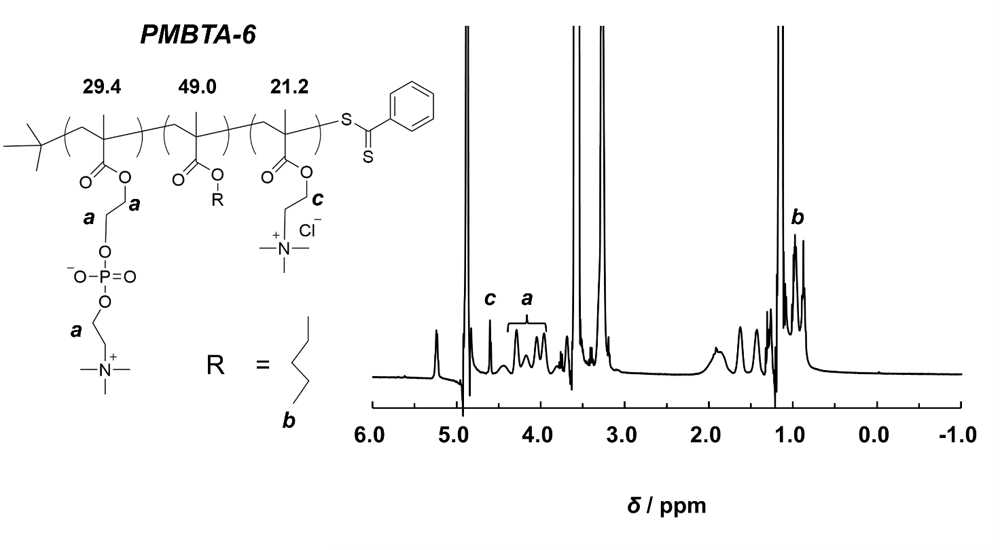 PMBTA-6
29.4 49.0 21.2
S
S
O O O O O O
R
a a c
Cl−
+
N
O
−O–P=O
O
b
c a
a
+
N
R =
b
6.0 5.0 4.0 3.0 2.0 1.0 0.0 -1.0
δ / ppm